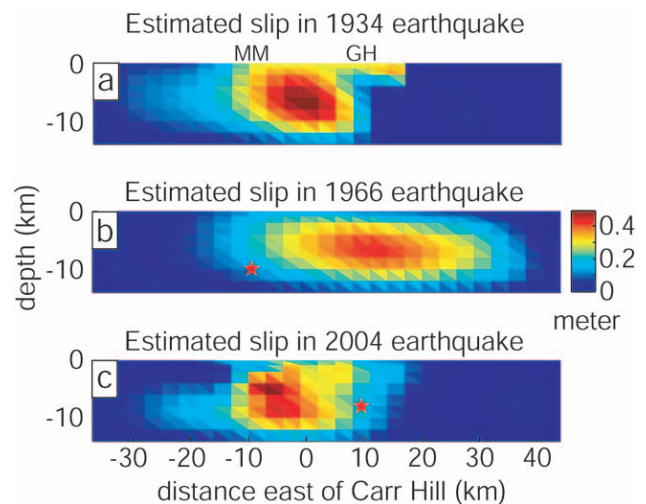 Estimated slip in 1934 earthquake
MM GH
0
a
-10
Estimated slip in 1966 earthquake
0
b
-10
0.4
0.2
0
meter
depth (km)
Estimated slip in 2004 earthquake
0
c
-10
-30 -20 -10 0 10 20 30 40
distance east of Carr Hill (km)